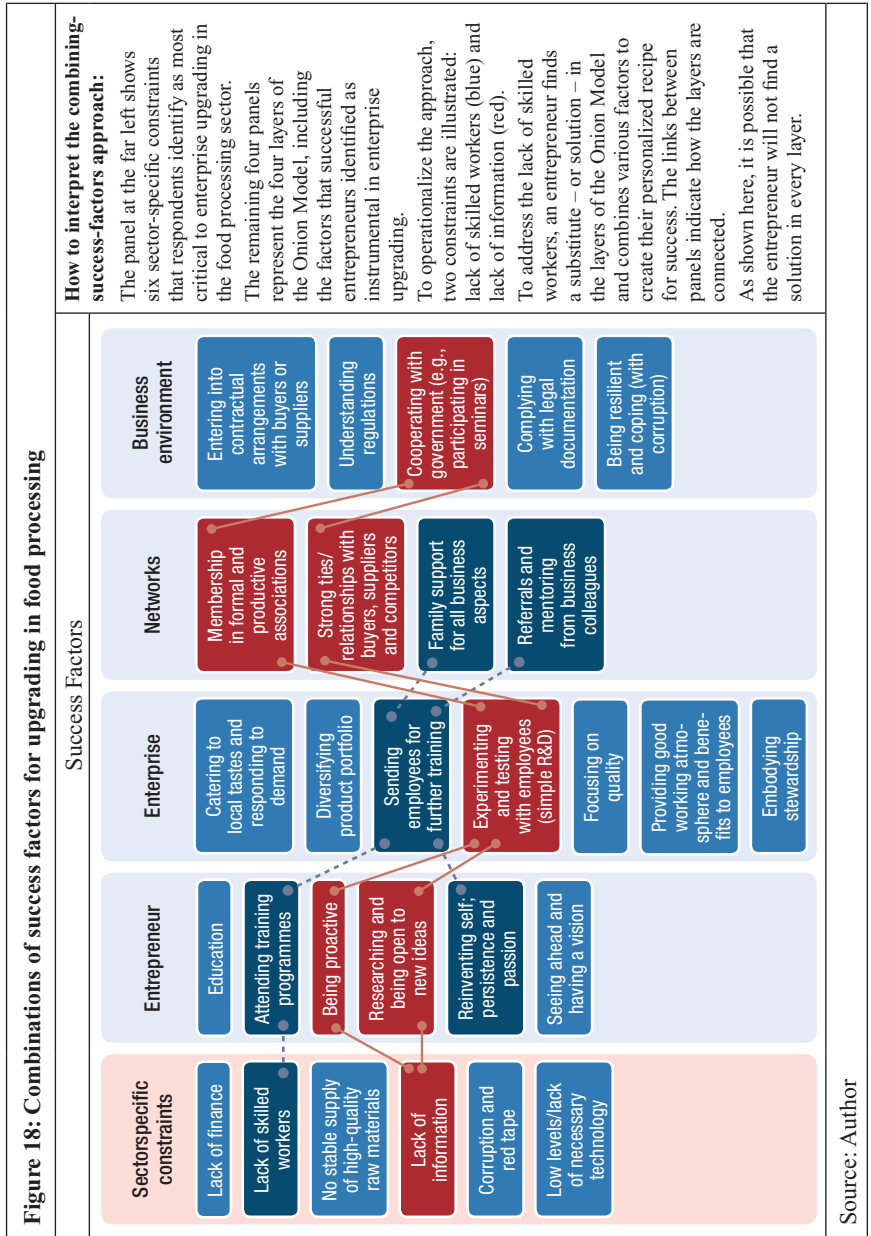 Figure 18: Combinations of success factors for upgrading in food processing
Success Factors
Sectorspecific
constraints
Lack of finance
Lack of skilled
workers
No stable supply
of high-quality
raw materials
Lack of
information
Corruption and
red tape
Low levels/lack
of necessary
technology
Entrepreneur
Education
Attending training
programmes
Being proactive
Researching and
being open to
new ideas
Reinventing self;
persistence and
passion
Seeing ahead and
having a vision
Enterprise
Catering to
local tastes and
responding to
demand
Diversifying
product portfolio
Sending
employees for
further training
Experimenting
and testing
with employees
(simple R&D)
Focusing on
quality
Providing good
working atmo-
sphere and bene-
fits to employees
Embodying
stewardship
Networks
Membership
in formal and
productive
associations
Strong ties/
relationships with
buyers, suppliers
and competitors
Family support
for all business
aspects
Referrals and
mentoring
from business
colleagues
Business
environment
Entering into
contractual
arrangements
with buyers or
suppliers
Understanding
regulations
Cooperating with
government (e.g.,
participating in
seminars)
Complying
with legal
documentation
Being resilient
and coping (with
corruption)
How to interpret the combining-
success-factors approach:
The panel at the far left shows
six sector-specific constraints
that respondents identify as most
critical to enterprise upgrading in
the food processing sector.
The remaining four panels
represent the four layers of
the Onion Model, including
the factors that successful
entrepreneurs identified as
instrumental in enterprise
upgrading.
To operationalize the approach,
two constraints are illustrated:
lack of skilled workers (blue) and
lack of information (red).
To address the lack of skilled
workers, an entrepreneur finds
a substitute – or solution – in
the layers of the Onion Model
and combines various factors to
create their personalized recipe
for success. The links between
panels indicate how the layers are
connected.
As shown here, it is possible that
the entrepreneur will not find a
solution in every layer.
Source: Author